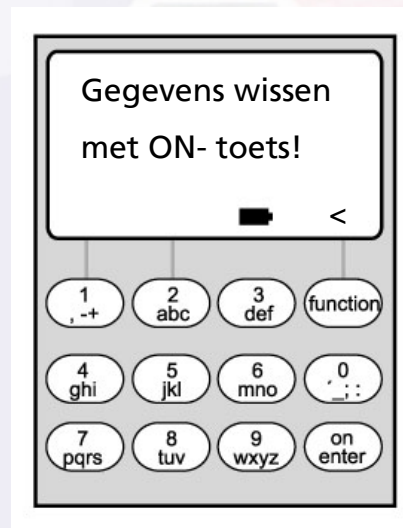 Gegevens wissen
met ON- toets!
<
1 2 3 function
, -+ abc def
4 5 6 0
ghi jkl mno ´_; :
7 8 9 on
pqrs tuv wxyz enter